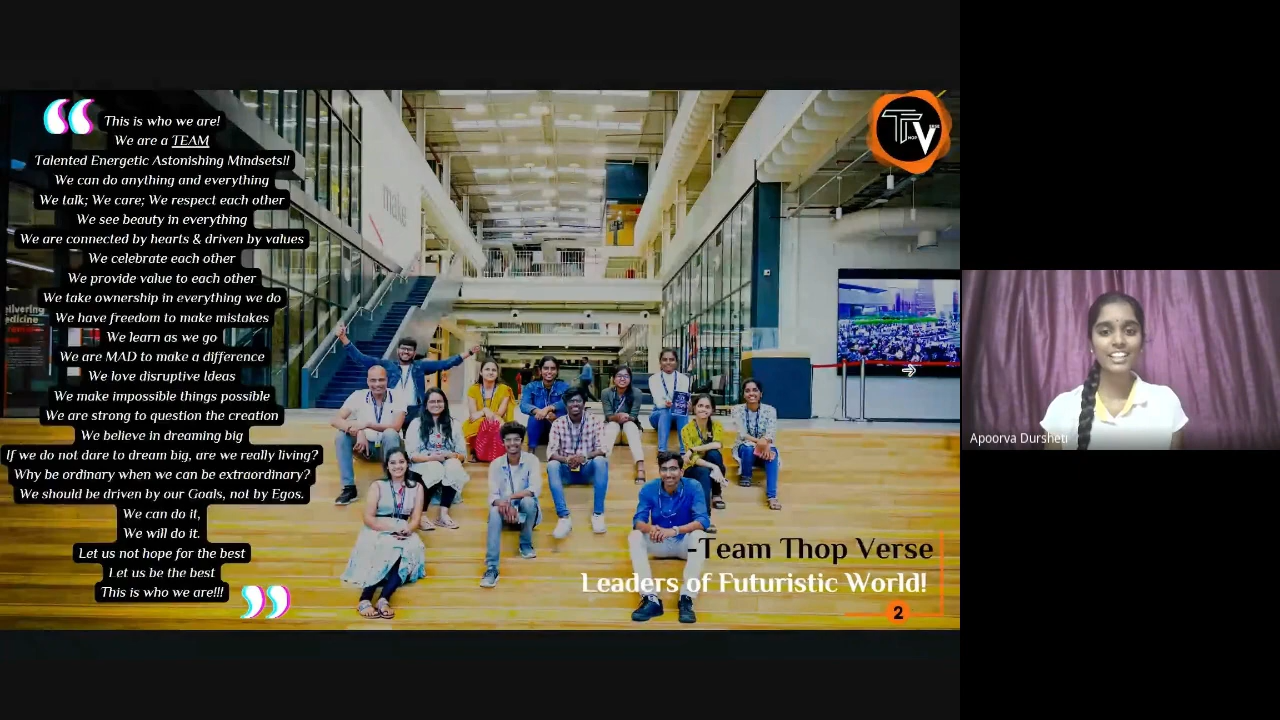 This is who we are!
We are a TEAM
Talented Energetic Astonishing Mindsets!!
We can do anything and everything
We talk; We care; We respect each other
We see beauty in everything
We are connected by hearts & driven by values
We celebrate each other
We provide value to each other
We take ownership in everything we do
We have freedom to make mistakes
We learn as we go
We are MAD to make a difference
We love disruptive Ideas
We make impossible things possible
We are strong to question the creation
We believe in dreaming big
If we do not dare to dream big, are we really living?
Why be ordinary when we can be extraordinary?
We should be driven by our Goals, not by Egos.
We can do it,
We will do it.
Let us not hope for the best
Let us be the best
This is who we are!!!
make
-Team Thop Verse
Leaders of Futuristic World!
2
Apoorva Dursheti